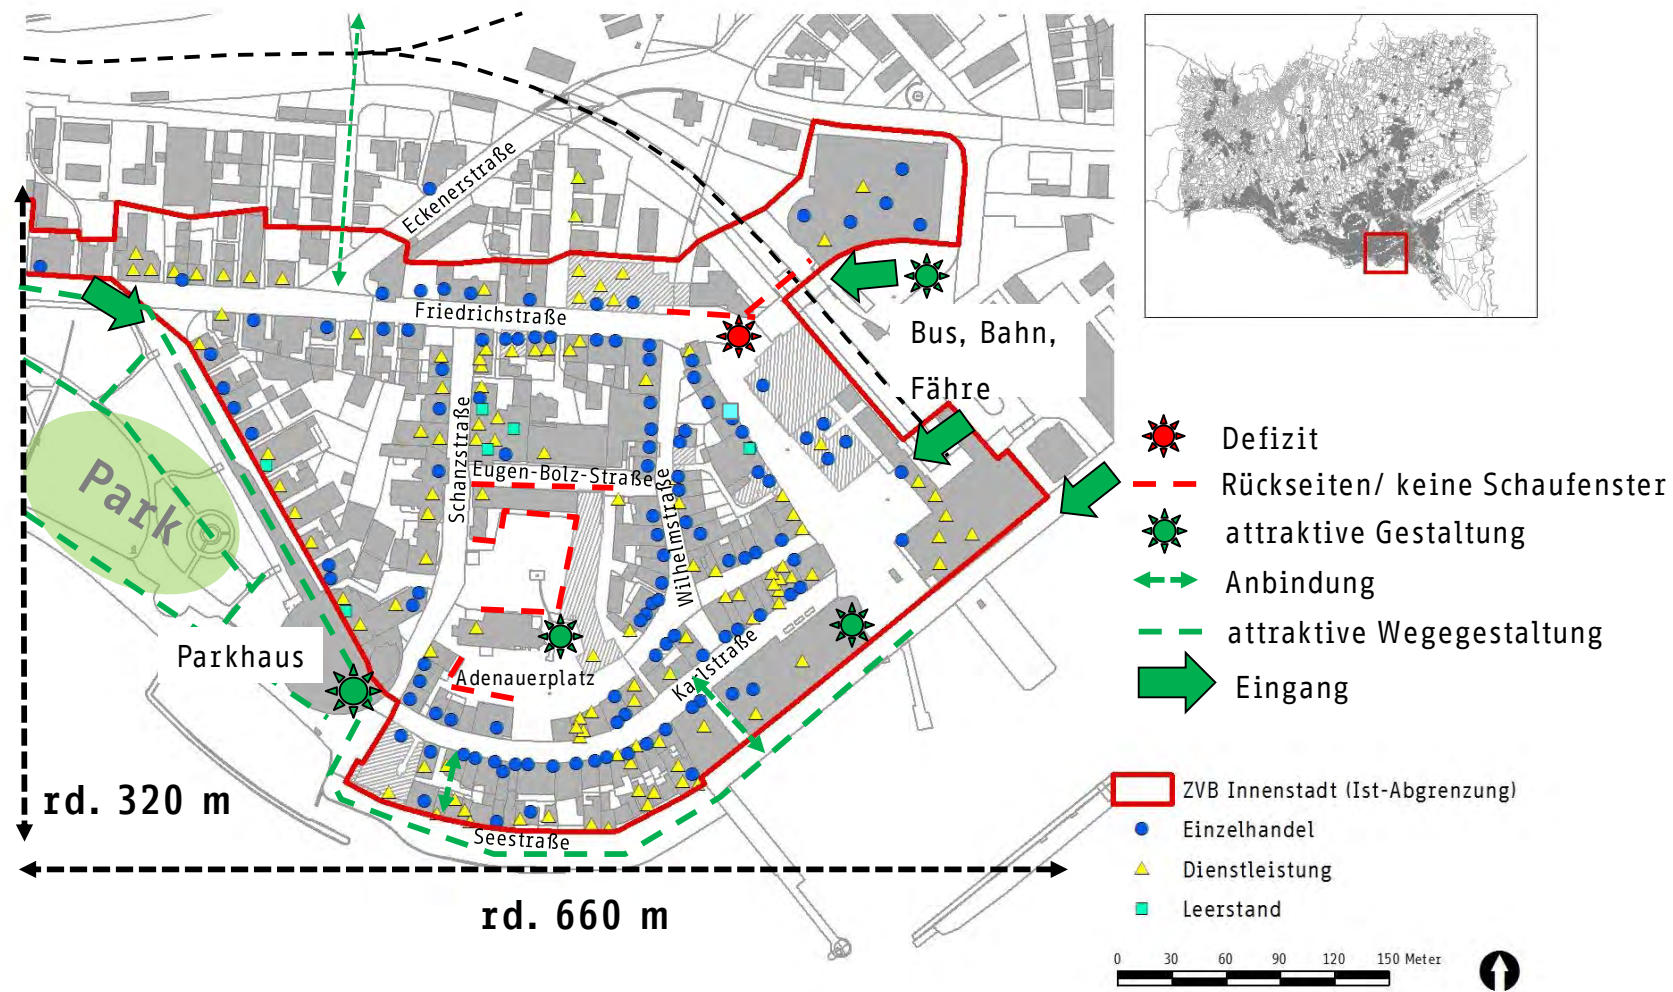 Eckenerstraße
Friedrichstraße
Bus, Bahn,
Fähre
Schanzstraße
Eugen-Bolz-Straße
Wilhelmstraße
Park
Parkhaus
Adenauerplatz
Karlstraße
Seestraße
rd. 320 m
rd. 660 m
Defizit
Rückseiten/ keine Schaufenster
attraktive Gestaltung
Anbindung
attraktive Wegegestaltung
Eingang
ZVB Innenstadt (Ist-Abgrenzung)
Einzelhandel
Dienstleistung
Leerstand
0 30 60 90 120 150 Meter